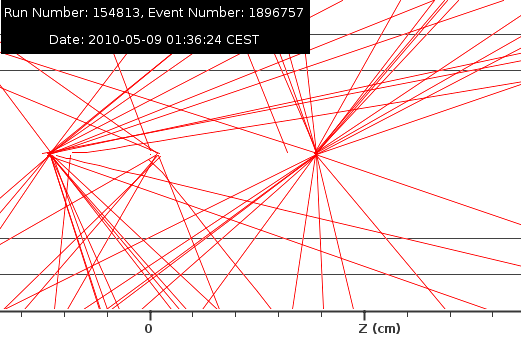 Run Number: 154813, Event Number: 1896757
Date: 2010-05-09 01:36:24 CEST
0 Z (cm)